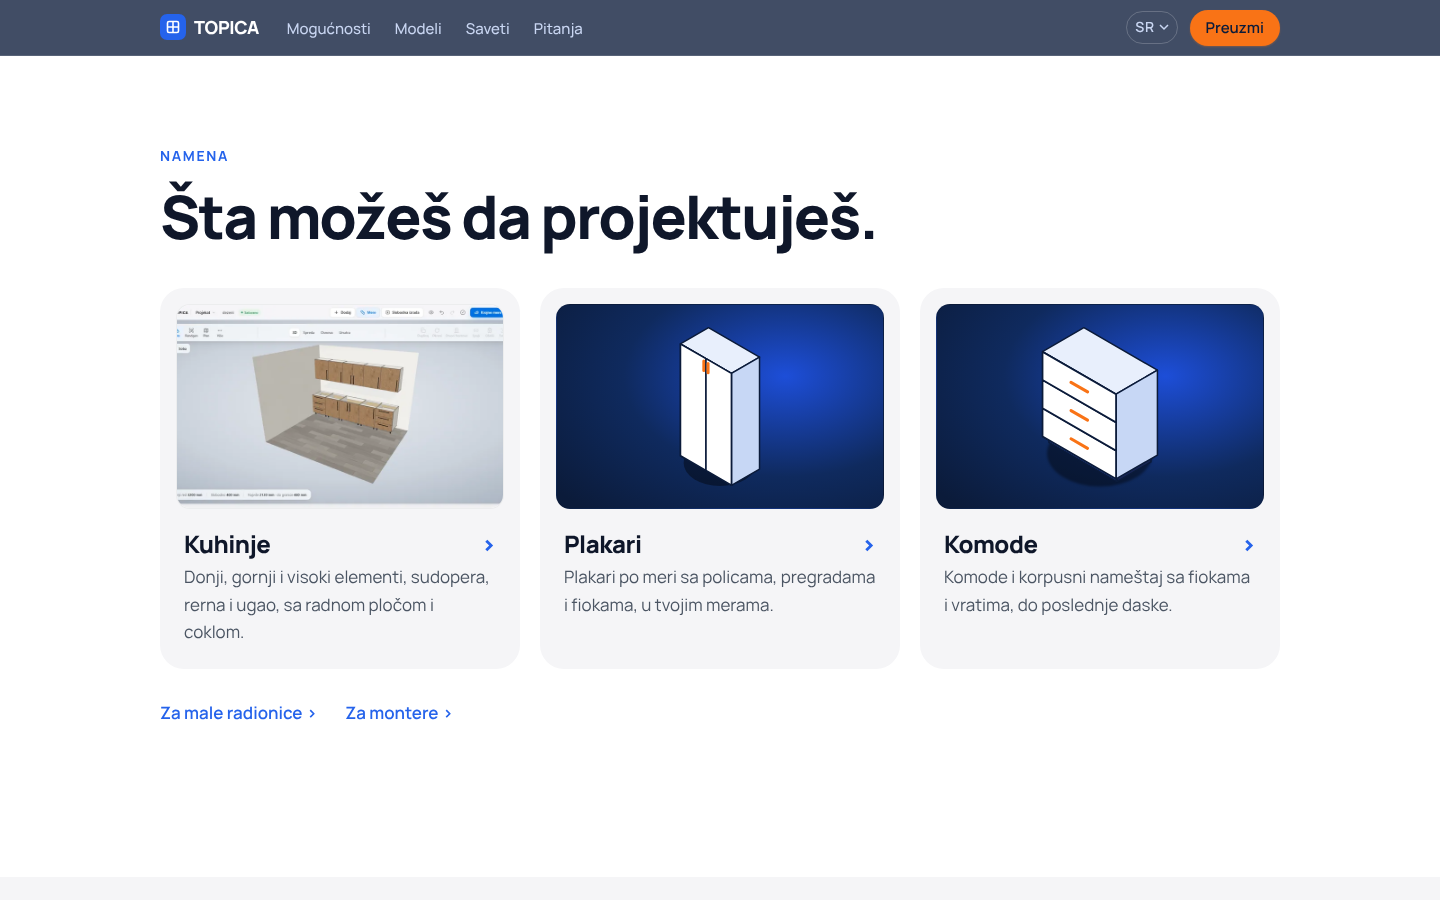 TOPICA
Mogućnosti
Modeli
Saveti
Pitanja
SR
Preuzmi
NAMENA
Šta možeš da projektuješ.
Kuhinje
Donji, gornji i visoki elementi, sudopera,
rerna i ugao, sa radnom pločom i
coklom.
Plakari
Plakari po meri sa policama, pregradama
i fiokama, u tvojim merama.
Komode
Komode i korpusni nameštaj sa fiokama
i vratima, do poslednje daske.
Za male radionice
Za montere